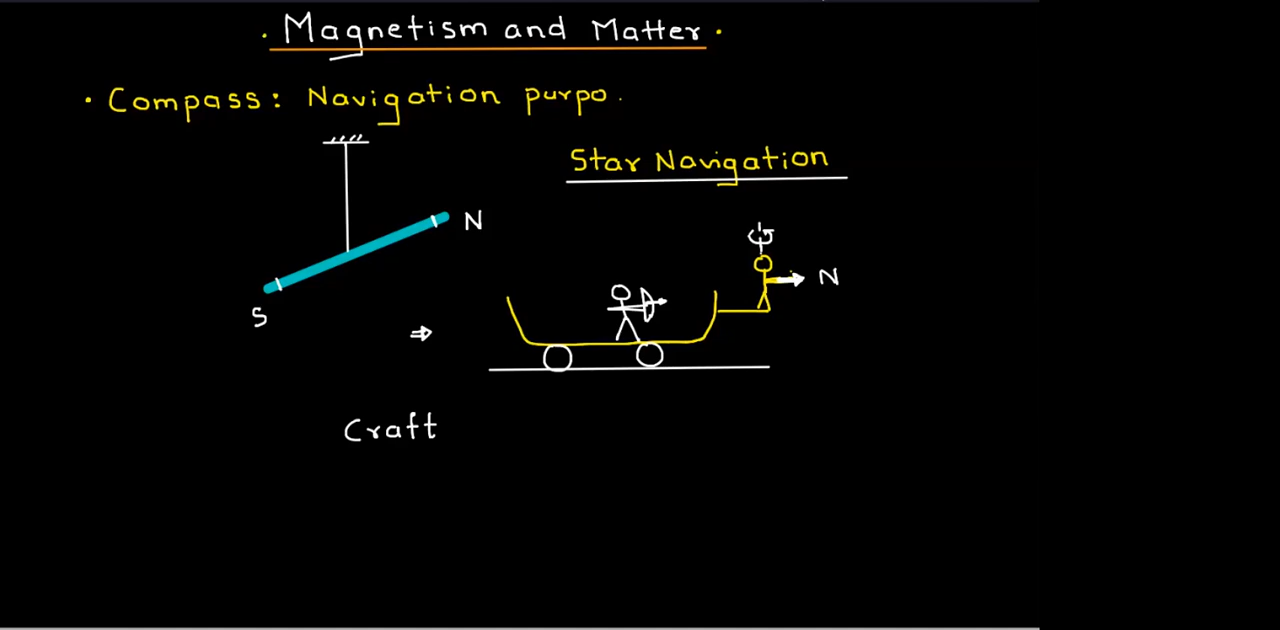 Magnetism and Matter
Compass: Navigation purpo.
Star Navigation
N
N
S
Craft